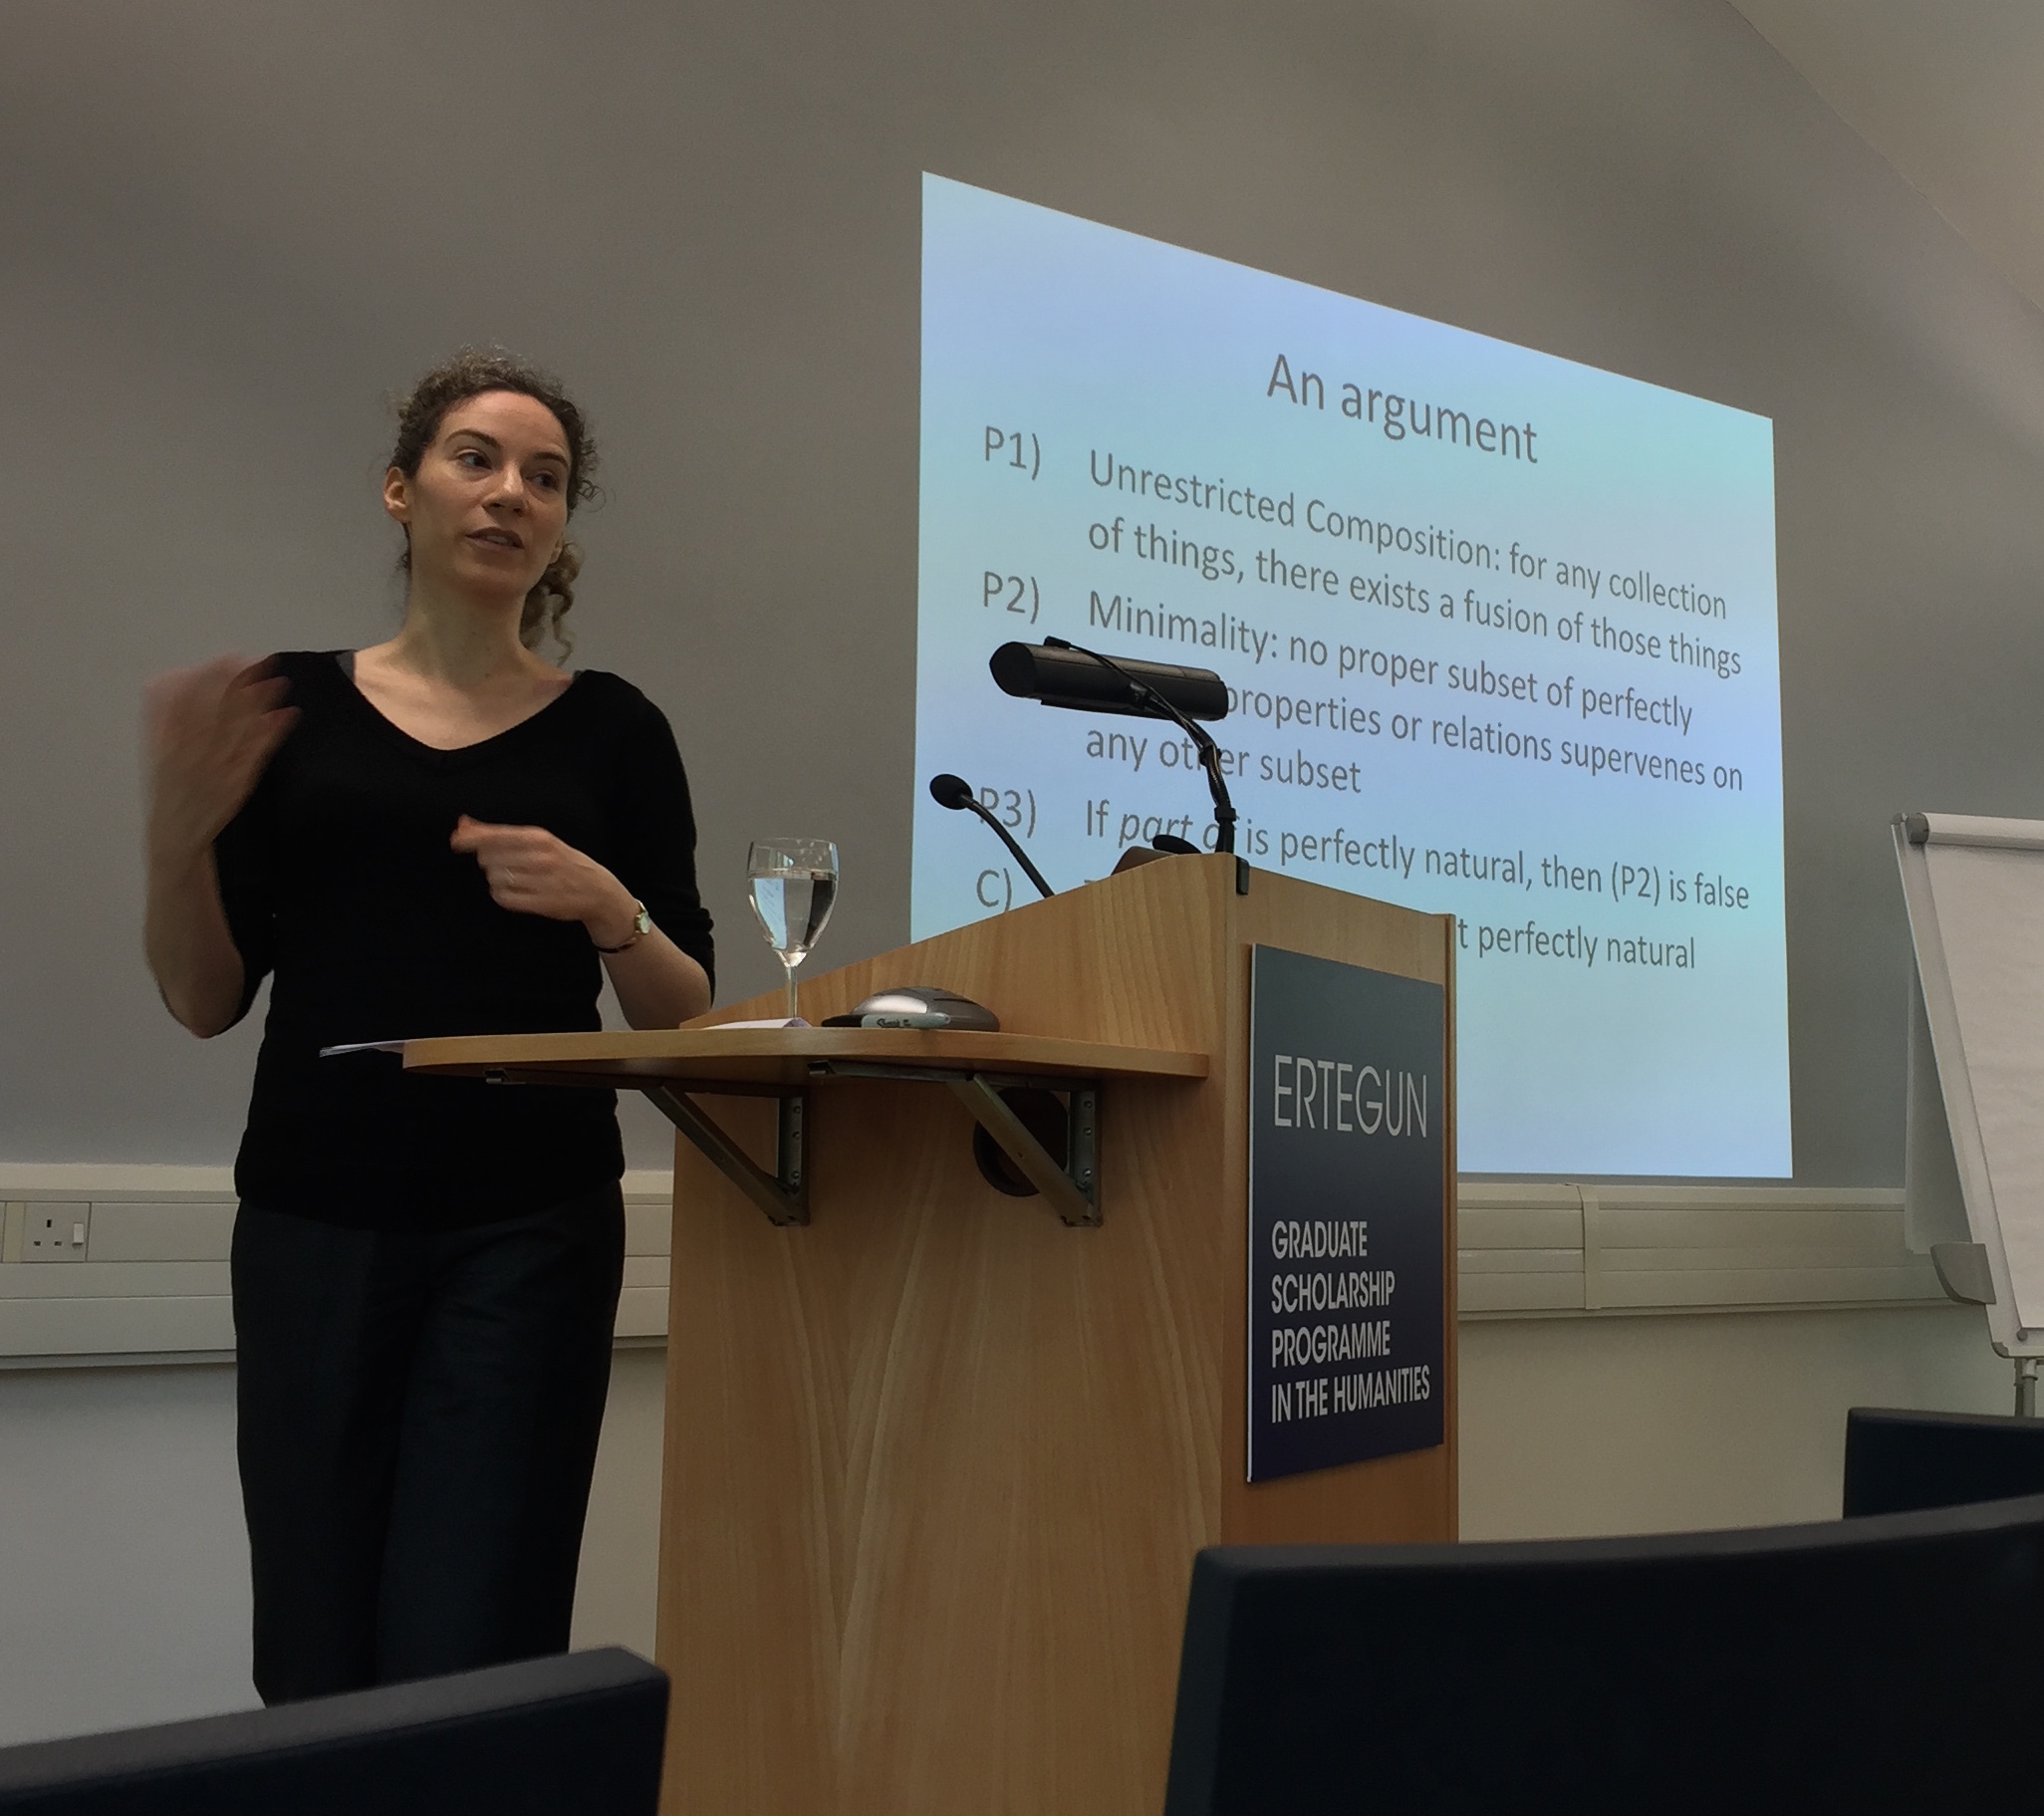 An argument
P1) Unrestricted Composition: for any collection
of things, there exists a fusion of those things
P2) Minimality: no proper subset of perfectly
properties or relations supervenes on
any other subset
P3) If part of is perfectly natural, then (P2) is false
C)
perfectly natural
ERTEGUN
GRADUATE
SCHOLARSHIP
PROGRAMME
IN THE HUMANITIES